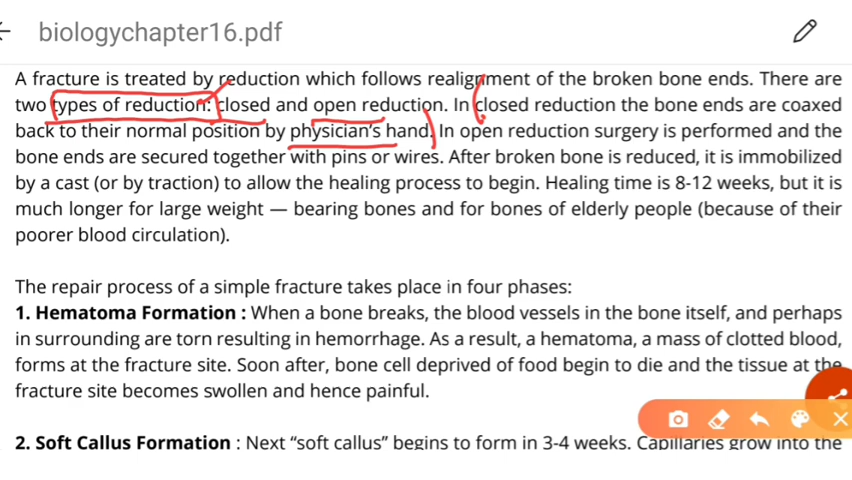 biologychapter16.pdf
A fracture is treated by reduction which follows realignment of the broken bone ends. There are
two types of reduction: closed and open reduction. In closed reduction the bone ends are coaxed
back to their normal position by physician's hand. In open reduction surgery is performed and the
bone ends are secured together with pins or wires. After broken bone is reduced, it is immobilized
by a cast (or by traction) to allow the healing process to begin. Healing time is 8-12 weeks, but it is
much longer for large weight — bearing bones and for bones of elderly people (because of their
poorer blood circulation).
The repair process of a simple fracture takes place in four phases:
1. Hematoma Formation : When a bone breaks, the blood vessels in the bone itself, and perhaps
in surrounding are torn resulting in hemorrhage. As a result, a hematoma, a mass of clotted blood,
forms at the fracture site. Soon after, bone cell deprived of food begin to die and the tissue at the
fracture site becomes swollen and hence painful.
2. Soft Callus Formation : Next "soft callus" begins to form in 3-4 weeks. Capillaries grow into the